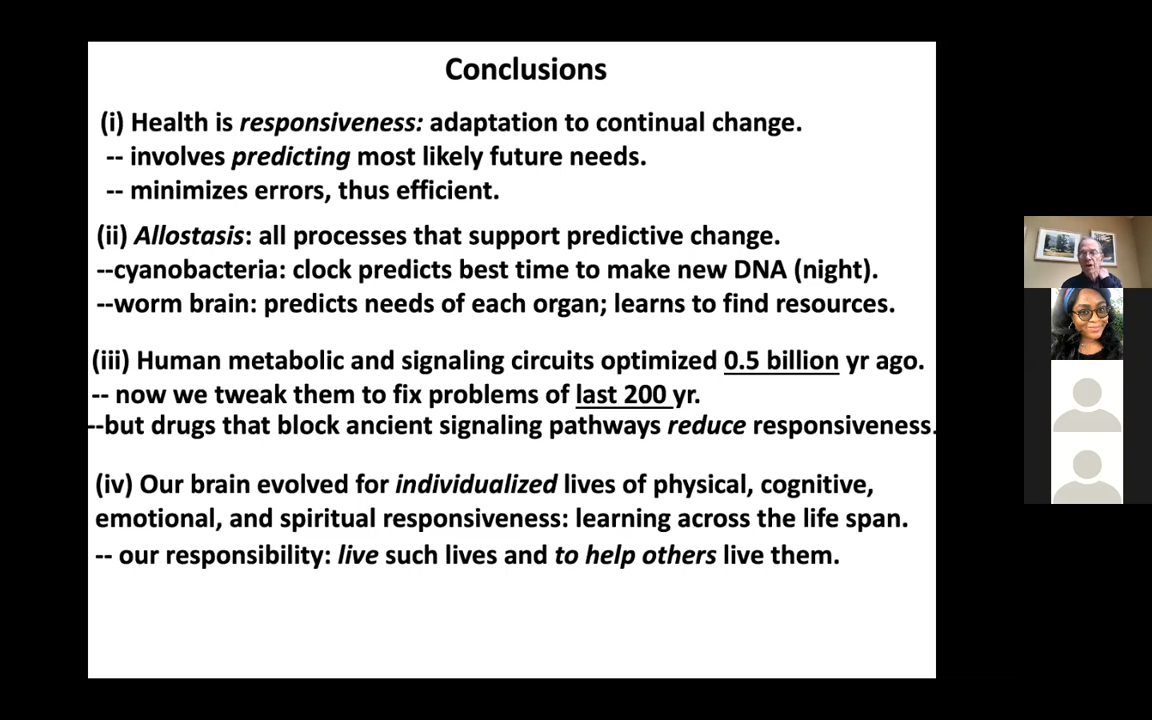 Conclusions
(i) Health is responsiveness: adaptation to continual change.
-- involves predicting most likely future needs.
-- minimizes errors, thus efficient.
(ii) Allostasis: all processes that support predictive change.
--cyanobacteria: clock predicts best time to make new DNA (night).
--worm brain: predicts needs of each organ; learns to find resources.
(iii) Human metabolic and signaling circuits optimized 0.5 billion yr ago.
-- now we tweak them to fix problems of last 200 yr.
--but drugs that block ancient signaling pathways reduce responsiveness.
(iv) Our brain evolved for individualized lives of physical, cognitive,
emotional, and spiritual responsiveness: learning across the life span.
-- our responsibility: live such lives and to help others live them.